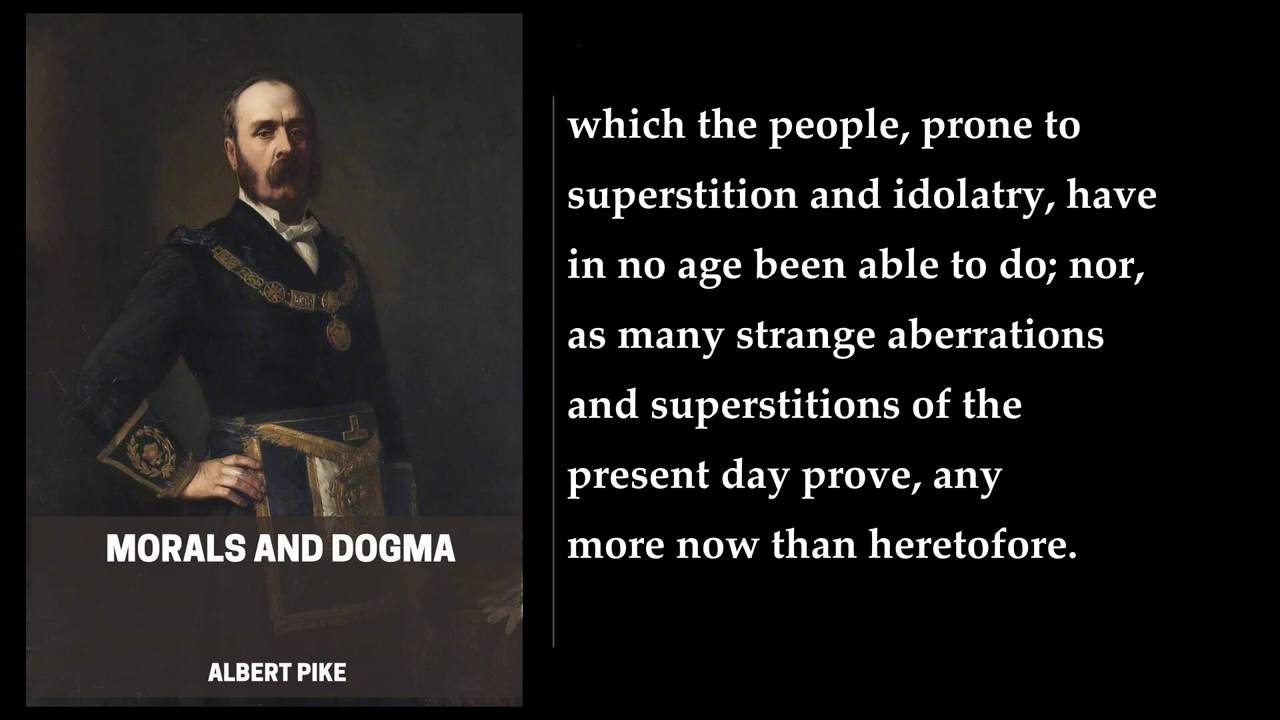 MORALS AND DOGMA
ALBERT PIKE
which the people, prone to
superstition and idolatry, have
in no age been able to do; nor,
as many strange aberrations
and superstitions of the
present day prove, any
more now than heretofore.